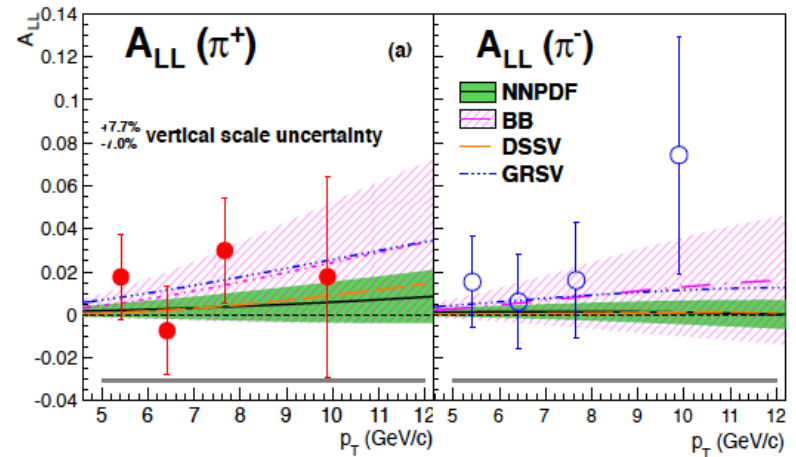 A_LL
A_LL (π⁺)
(a)
+7.7%
-7.0% vertical scale uncertainty
0.14
0.12
0.1
0.08
0.06
0.04
0.02
0
-0.02
-0.04
5 6 7 8 9 10 11 12
p_T (GeV/c)
A_LL (π⁻)
NNPDF
BB
DSSV
GRSV
5 6 7 8 9 10 11 12
p_T (GeV/c)